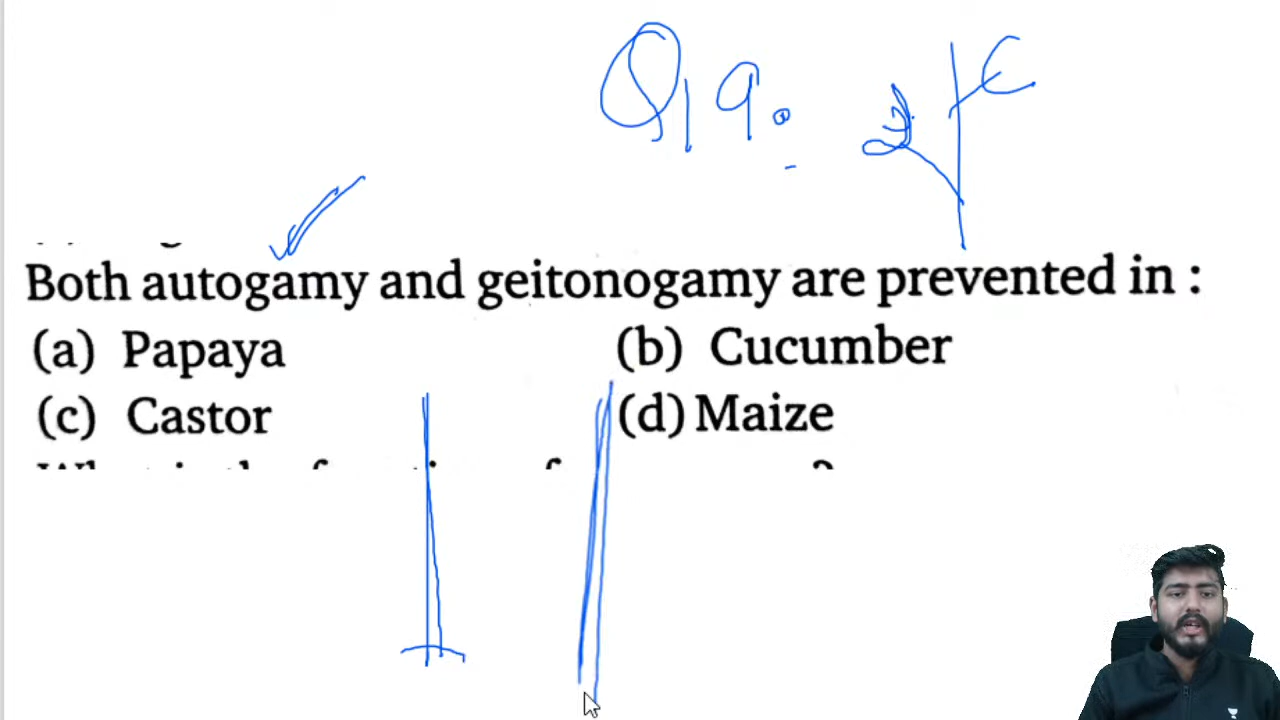 Q19.
Both autogamy and geitonogamy are prevented in :
(a) Papaya (b) Cucumber
(c) Castor (d) Maize